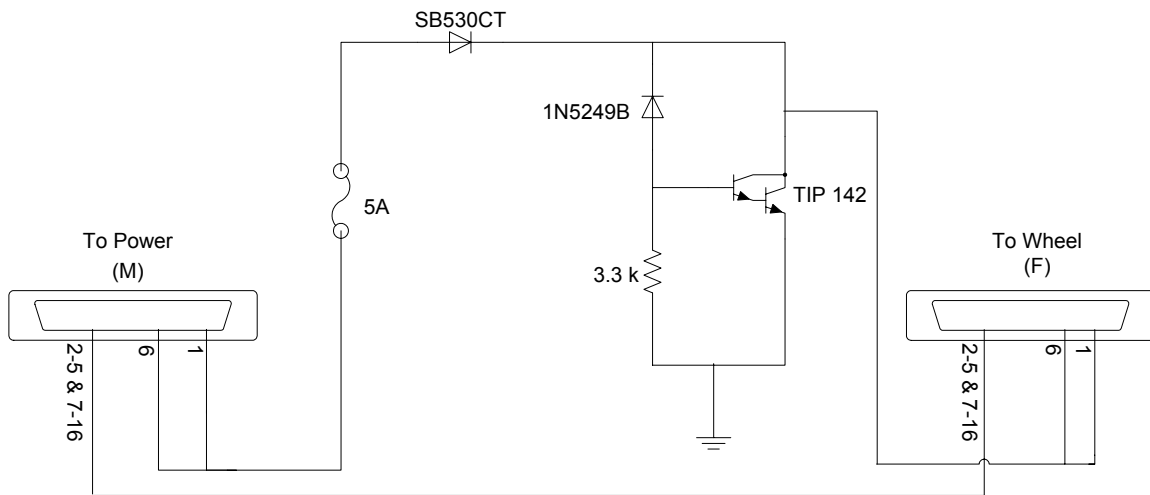 SB530CT
1N5249B
5A
TIP 142
3.3 k
To Power
(M)
To Wheel
(F)
2-5 & 7-16
6
1
2-5 & 7-16
6
1